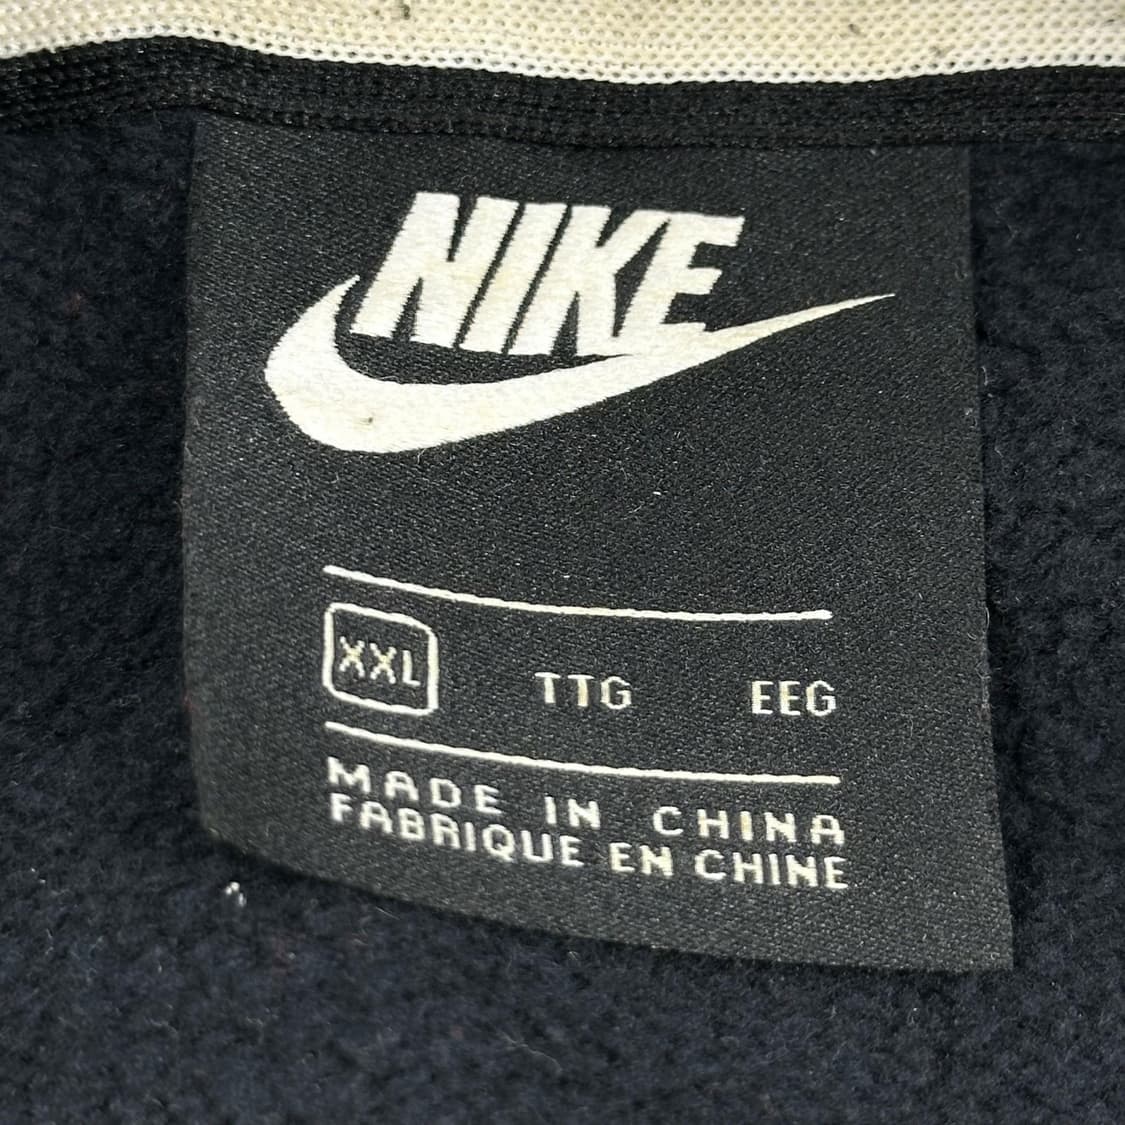 NIKE
XXL TTG EEG
MADE IN CHINA
FABRIQUE EN CHINE